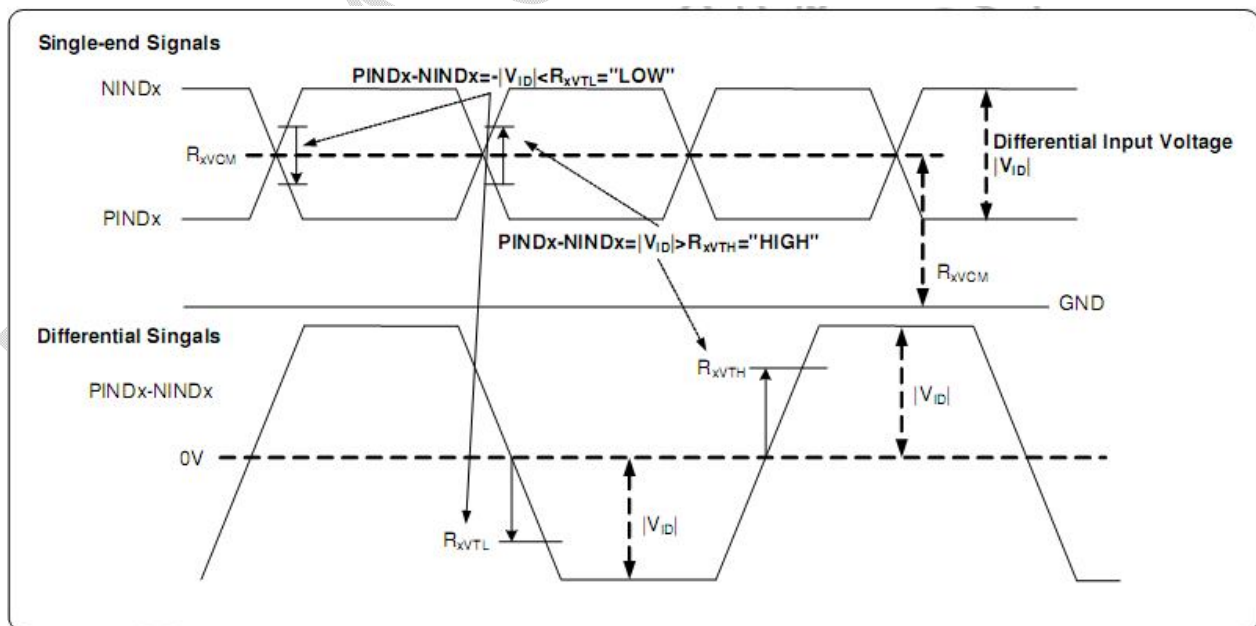 Single-end Signals
PINDx-NINDx=-|VID|<RxVTL="LOW"
NINDx
Differential Input Voltage
|VID|
RxVCM
PINDx
PINDx-NINDx=|VID|>RxVTH="HIGH"
RxVCM
GND
Differential Singals
RxVTH
PINDx-NINDx
|VID|
0V
|VID|
RxVTL